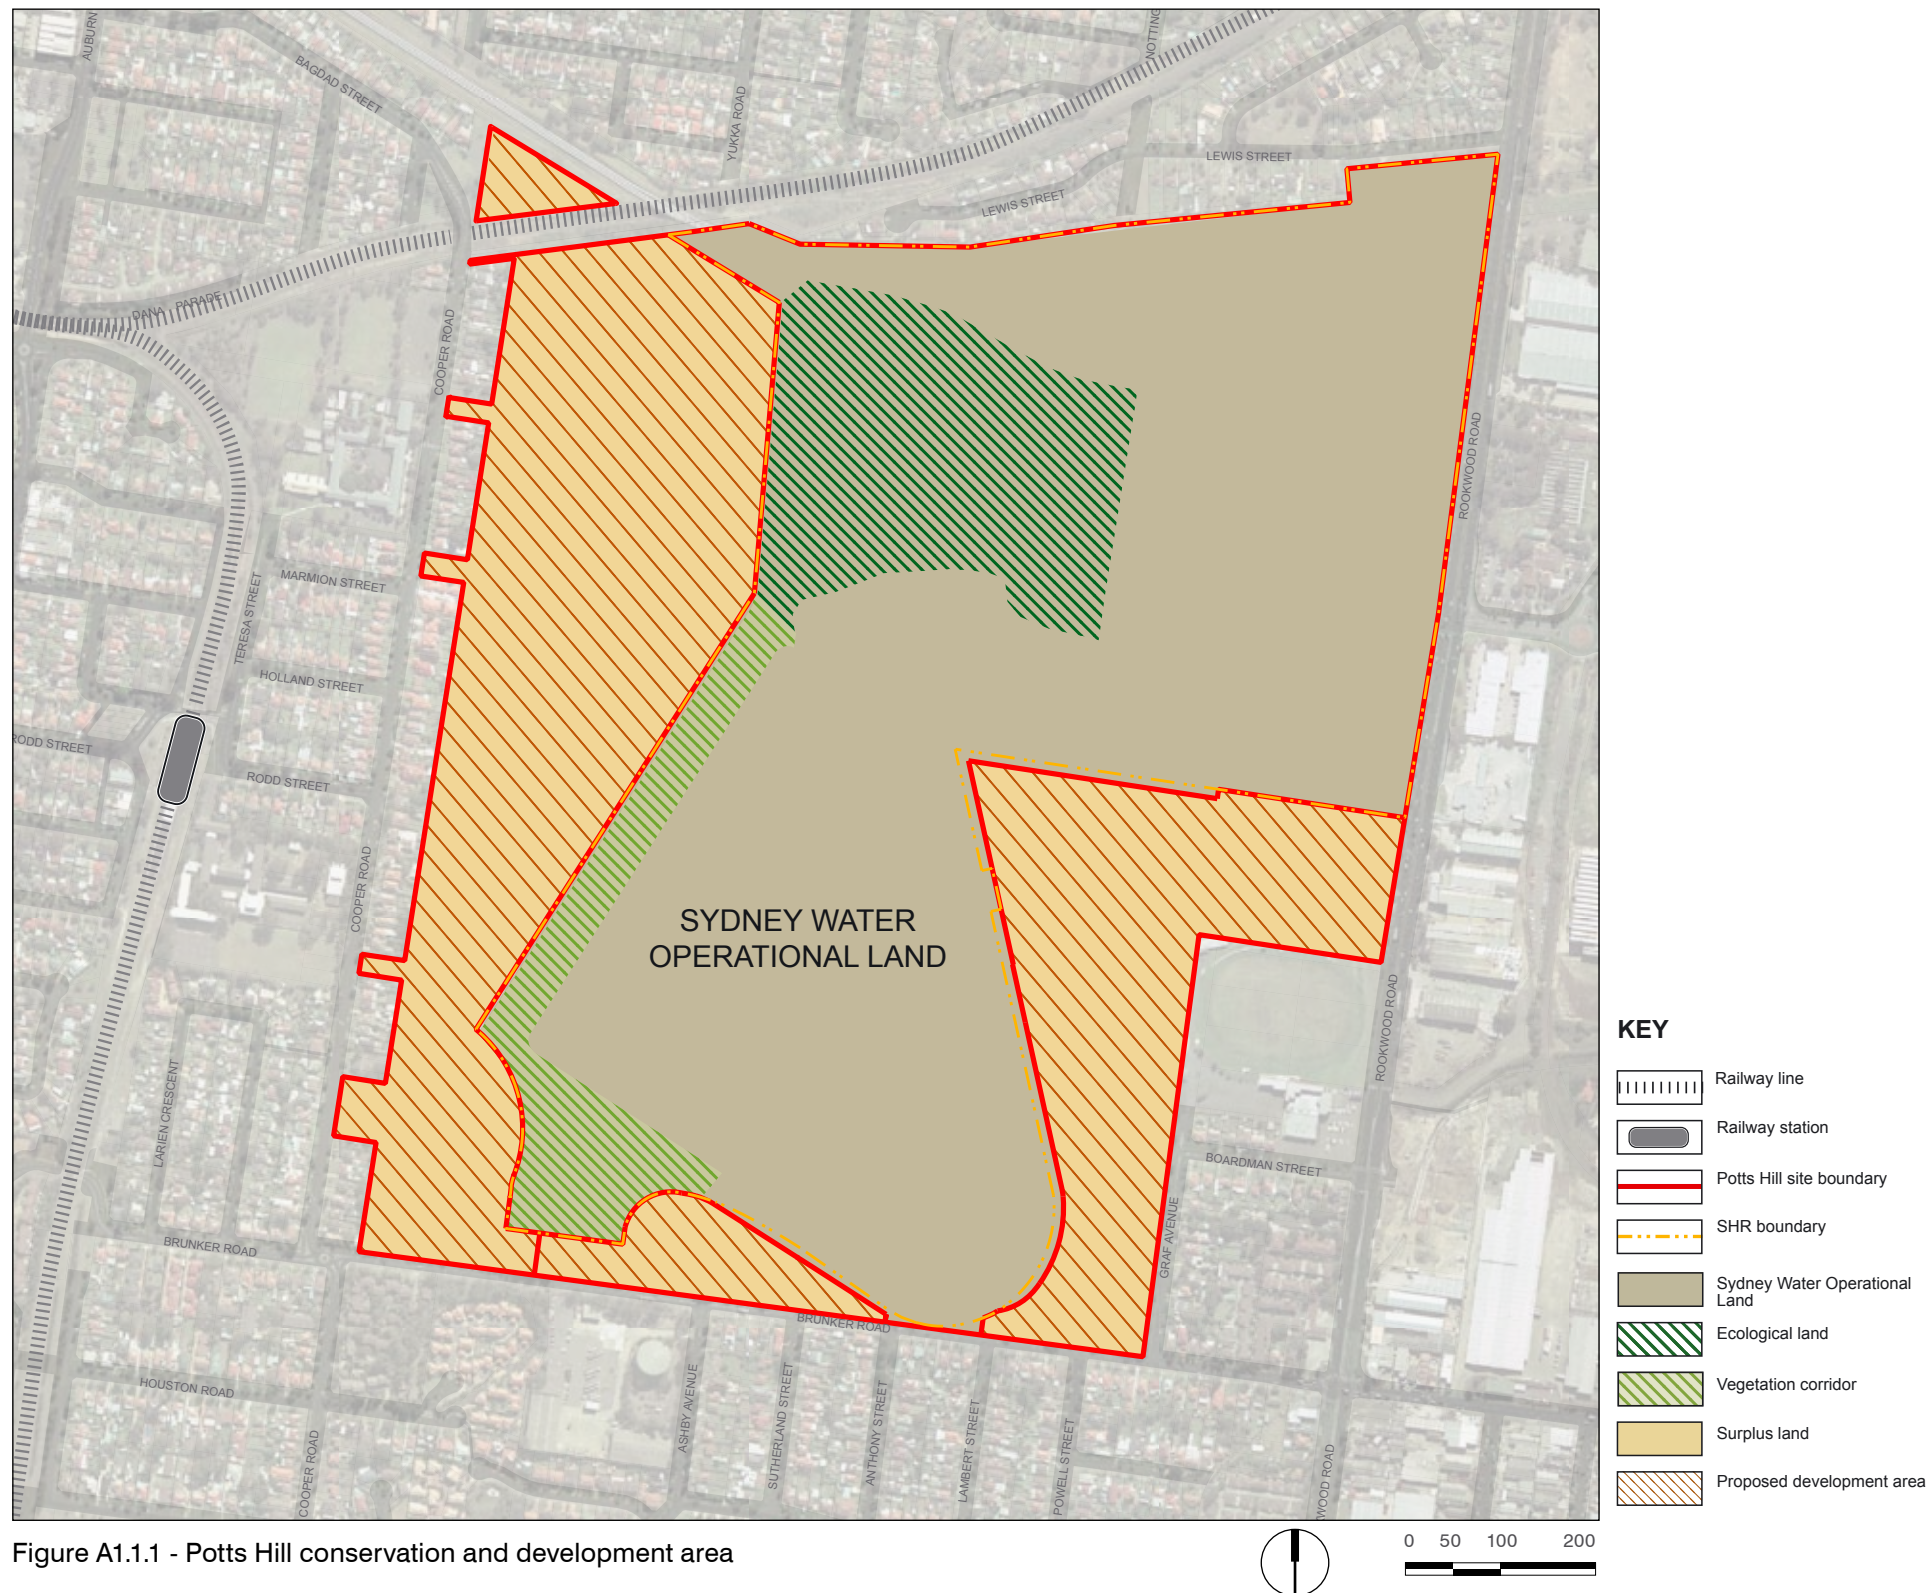 AUBURN
BAGDAD STREET
YUKKA ROAD
NOTTING
LEWIS STREET
LEWIS STREET
DANA PARADE
COOPER ROAD
ROOKWOOD ROAD
MARMION STREET
TERESA STREET
HOLLAND STREET
RODD STREET
RODD STREET
COOPER ROAD
SYDNEY WATER
OPERATIONAL LAND
ROOKWOOD ROAD
LARIEN CRESCENT
BOARDMAN STREET
GRAF AVENUE
BRUNKER ROAD
BRUNKER ROAD
HOUSTON ROAD
COOPER ROAD
ASHBY AVENUE
SUTHERLAND STREET
ANTHONY STREET
LAMBERT STREET
POWELL STREET
WOOD ROAD
KEY
Railway line
Railway station
Potts Hill site boundary
SHR boundary
Sydney Water Operational
Land
Ecological land
Vegetation corridor
Surplus land
Proposed development area
Figure A1.1.1 - Potts Hill conservation and development area
0 50 100 200